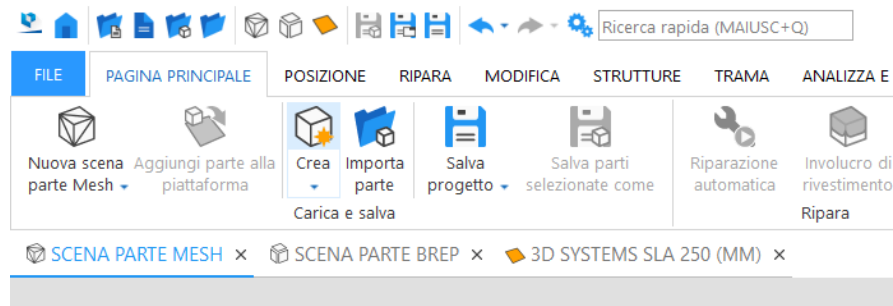 Ricerca rapida (MAIUSC+Q)
FILE PAGINA PRINCIPALE POSIZIONE RIPARA MODIFICA STRUTTURE TRAMA ANALIZZA E
Nuova scena Aggiungi parte alla Crea Importa Salva Salva parti Riparazione Involucro di
parte Mesh piattaforma parte progetto selezionate come automatica rivestimento
Carica e salva Ripara
SCENA PARTE MESH × SCENA PARTE BREP × 3D SYSTEMS SLA 250 (MM) ×